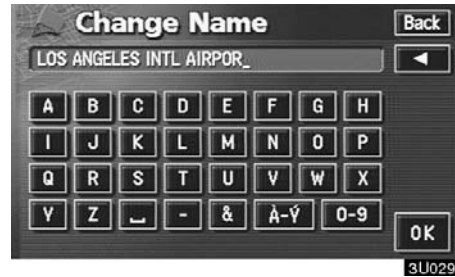 Change Name
Back
LOS ANGELES INTL AIRPOR_
A B C D E F G H
I J K L M N O P
Q R S T U V W X
Y Z - & À-Ý 0-9
OK
3U029